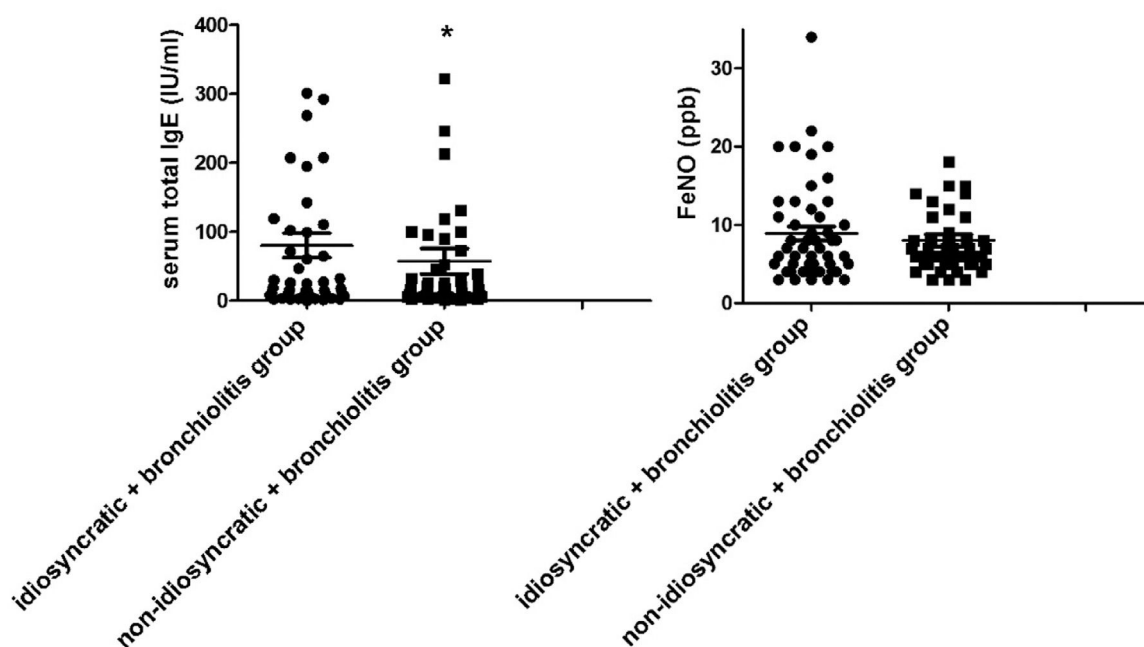 400
300
200
100
0
serum total IgE (IU/ml)
*
idiosyncratic + bronchiolitis group
non-idiosyncratic + bronchiolitis group
30
20
10
0
FeNO (ppb)
idiosyncratic + bronchiolitis group
non-idiosyncratic + bronchiolitis group